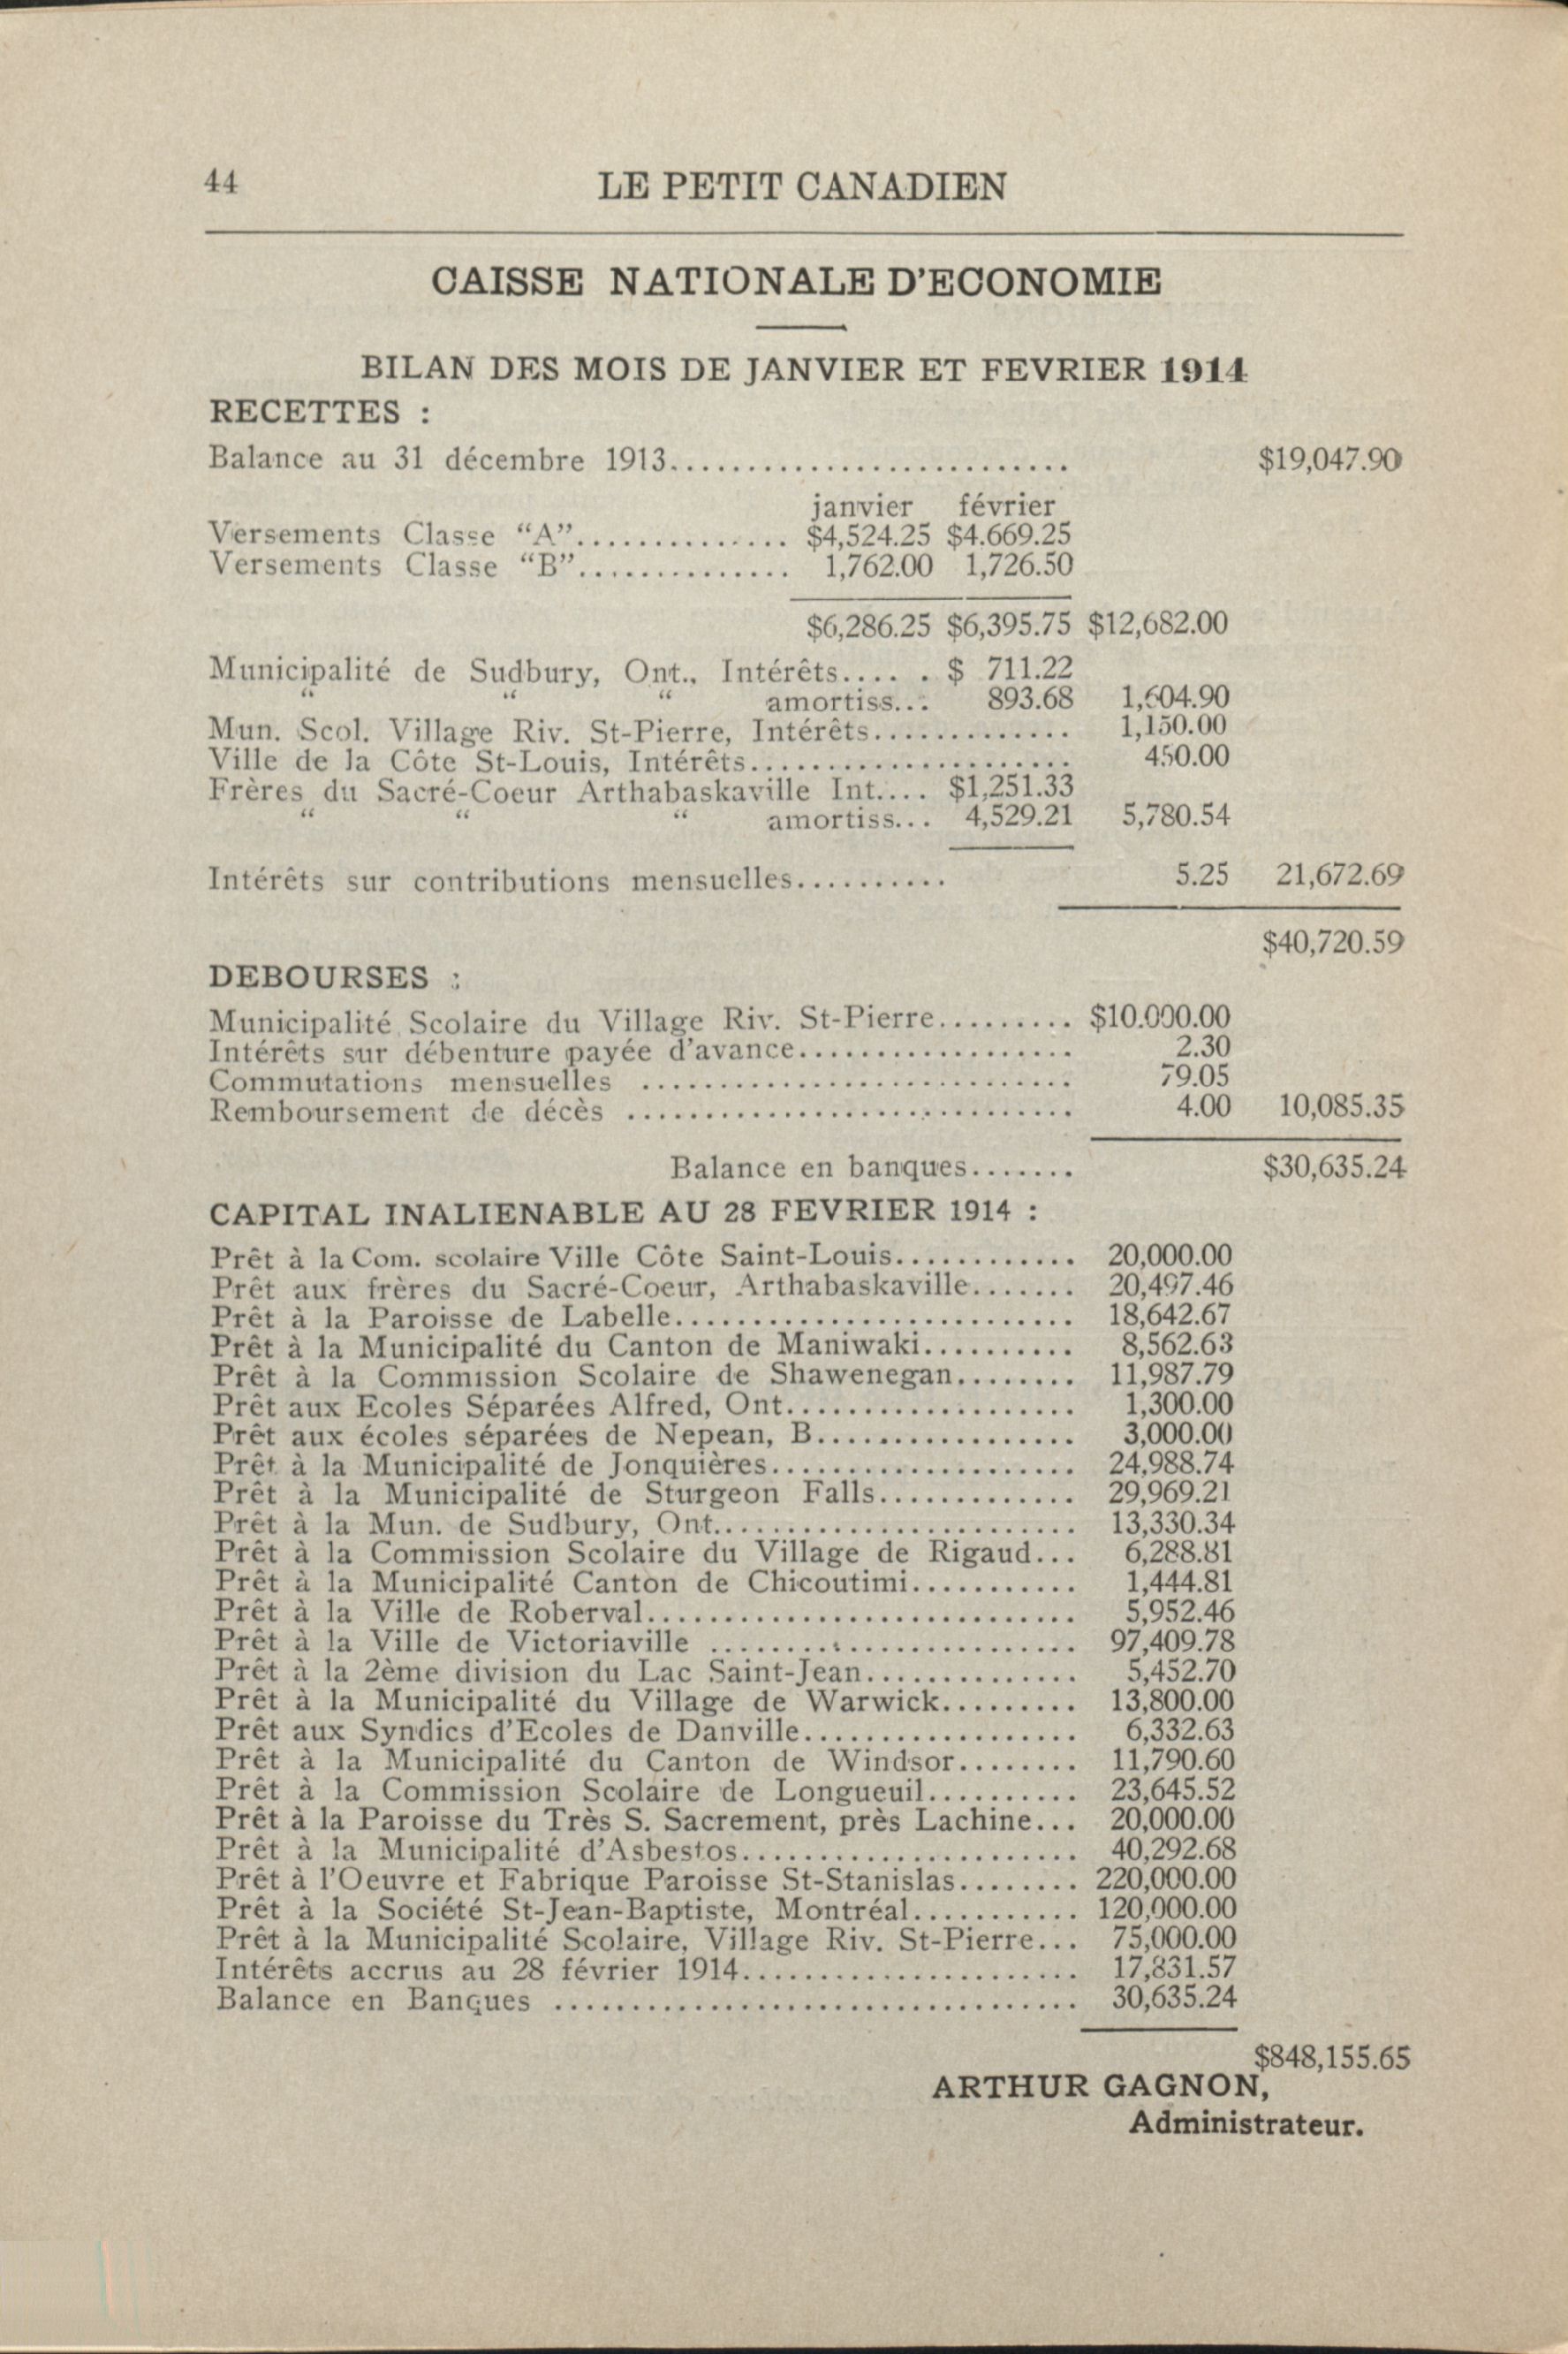 44
LE PETIT CANADIEN
CAISSE NATIONALE D'ECONOMIE
BILAN DES MOIS DE JANVIER ET FEVRIER 1914
RECETTES :
Balance au 31 décembre 1913.......................... $19,047.90
janvier février
Versements Classe "A".............. $4,524.25 $4.669.25
Versements Classe "B".............. 1,762.00 1,726.50
$6,286.25 $6,395.75 $12,682.00
Municipalité de Sudbury, Ont., Intérêts.... . $ 711.22
" " " amortiss... 893.68 1,604.90
Mun. Scol. Village Riv. St-Pierre, Intérêts............. 1,150.00
Ville de la Côte St-Louis, Intérêts..................... 450.00
Frères du Sacré-Coeur Arthabaskaville Int.... $1,251.33
" " " amortiss... 4,529.21 5,780.54
Intérêts sur contributions mensuelles.......... 5.25 21,672.69
$40,720.59
DEBOURSES :
Municipalité Scolaire du Village Riv. St-Pierre......... $10.000.00
Intérêts sur débenture payée d'avance.................. 2.30
Commutations mensuelles ............................ 79.05
Remboursement de décès ............................. 4.00 10,085.35
Balance en banques....... $30,635.24
CAPITAL INALIENABLE AU 28 FEVRIER 1914 :
Prêt à la Com. scolaire Ville Côte Saint-Louis............ 20,000.00
Prêt aux frères du Sacré-Coeur, Arthabaskaville....... 20,497.46
Prêt à la Paroisse de Labelle.......................... 18,642.67
Prêt à la Municipalité du Canton de Maniwaki.......... 8,562.63
Prêt à la Commission Scolaire de Shawenegan........ 11,987.79
Prêt aux Ecoles Séparées Alfred, Ont................... 1,300.00
Prêt aux écoles séparées de Nepean, B................. 3,000.00
Prêt à la Municipalité de Jonquières.................... 24,988.74
Prêt à la Municipalité de Sturgeon Falls............. 29,969.21
Prêt à la Mun. de Sudbury, Ont........................ 13,330.34
Prêt à la Commission Scolaire du Village de Rigaud... 6,288.81
Prêt à la Municipalité Canton de Chicoutimi........... 1,444.81
Prêt à la Ville de Roberval............................ 5,952.46
Prêt à la Ville de Victoriaville ........................ 97,409.78
Prêt à la 2ème division du Lac Saint-Jean.............. 5,452.70
Prêt à la Municipalité du Village de Warwick......... 13,800.00
Prêt aux Syndics d'Ecoles de Danville.................. 6,332.63
Prêt à la Municipalité du Canton de Windsor........ 11,790.60
Prêt à la Commission Scolaire de Longueuil.......... 23,645.52
Prêt à la Paroisse du Très S. Sacrement, près Lachine... 20,000.00
Prêt à la Municipalité d'Asbestos...................... 40,292.68
Prêt à l'Oeuvre et Fabrique Paroisse St-Stanislas........ 220,000.00
Prêt à la Société St-Jean-Baptiste, Montréal........... 120,000.00
Prêt à la Municipalité Scolaire, Village Riv. St-Pierre... 75,000.00
Intérêts accrus au 28 février 1914...................... 17,831.57
Balance en Banques .................................. 30,635.24
$848,155.65
ARTHUR GAGNON,
Administrateur.